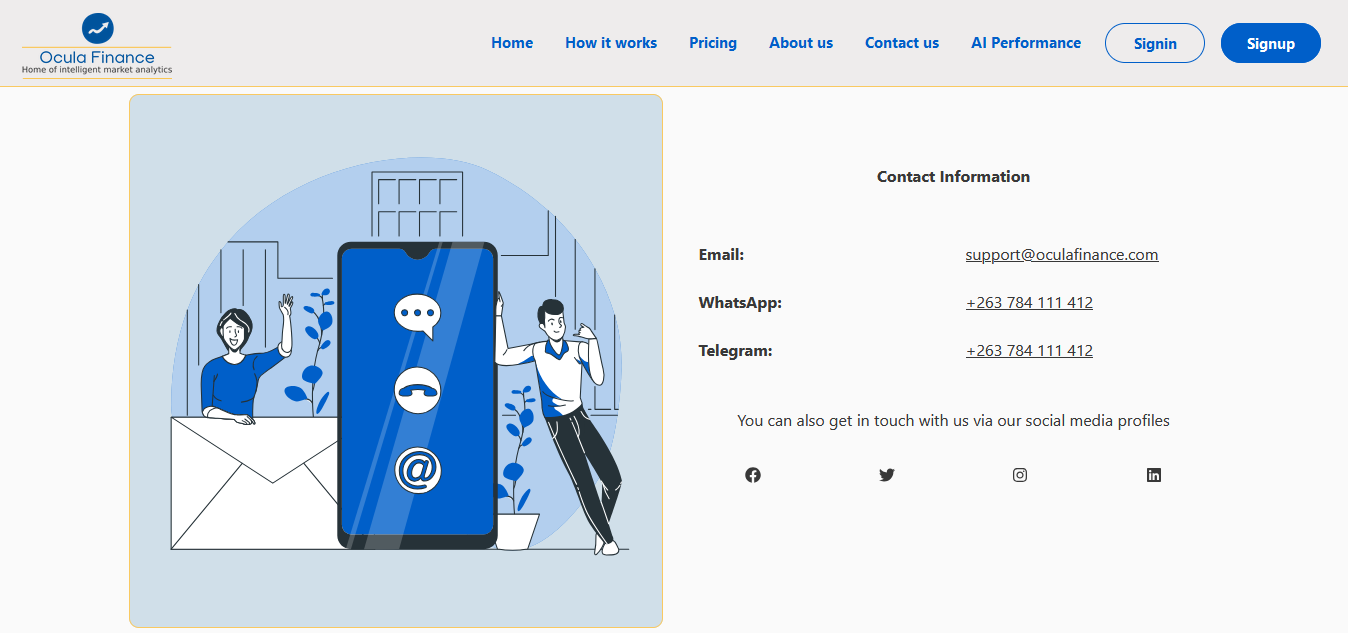 Ocula Finance
Home of intelligent market analytics
Home How it works Pricing About us Contact us AI Performance Signin Signup
Contact Information
Email: support@oculafinance.com
WhatsApp: +263 784 111 412
Telegram: +263 784 111 412
You can also get in touch with us via our social media profiles
@